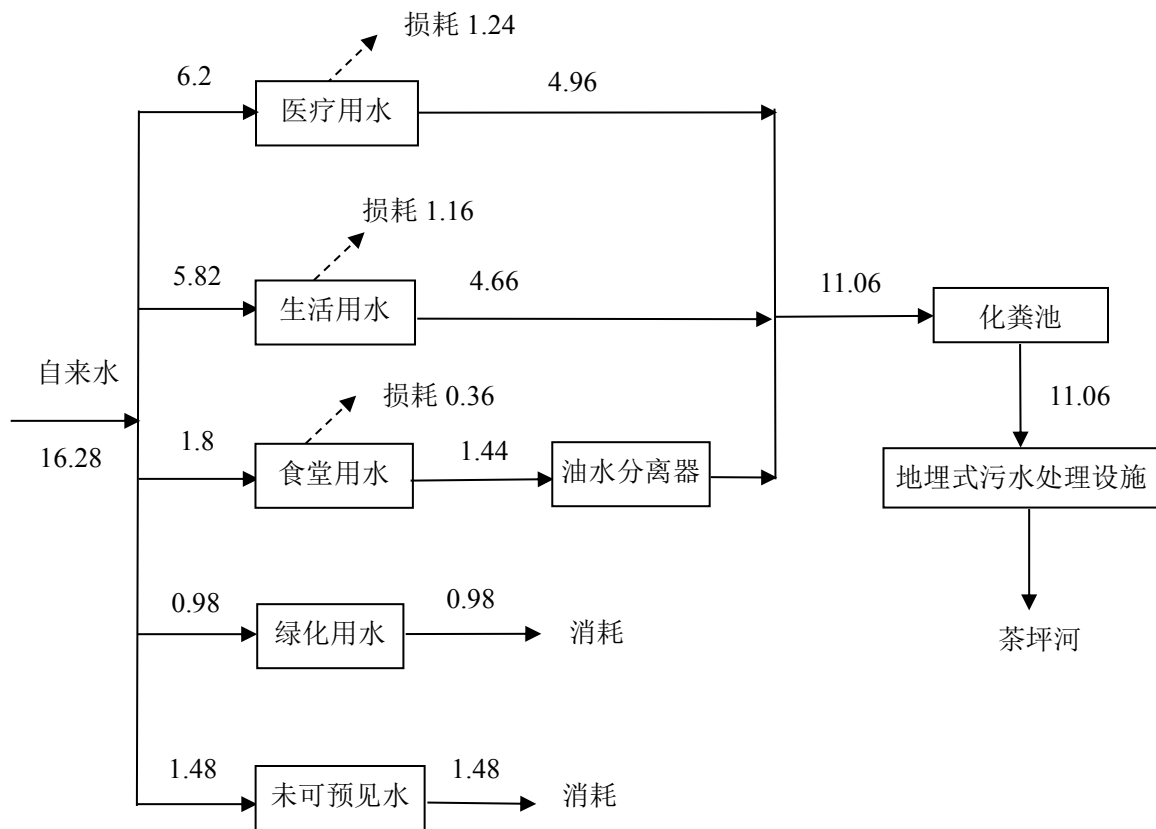 损耗 1.24
6.2
医疗用水
4.96
损耗 1.16
5.82
生活用水
4.66
11.06
化粪池
自来水
16.28
损耗 0.36
1.8
食堂用水
1.44
油水分离器
11.06
地埋式污水处理设施
茶坪河
0.98
绿化用水
0.98
消耗
1.48
未可预见水
1.48
消耗